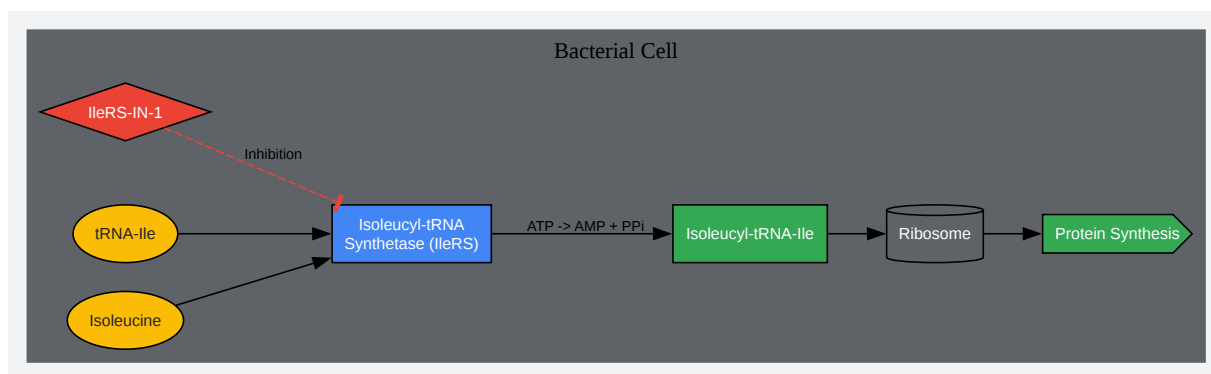 Bacterial Cell
IleRS-IN-1
Inhibition
tRNA-Ile
Isoleucyl-tRNA
Synthetase (IleRS)
ATP -> AMP + PPi
Isoleucyl-tRNA-Ile
Ribosome
Protein Synthesis
Isoleucine